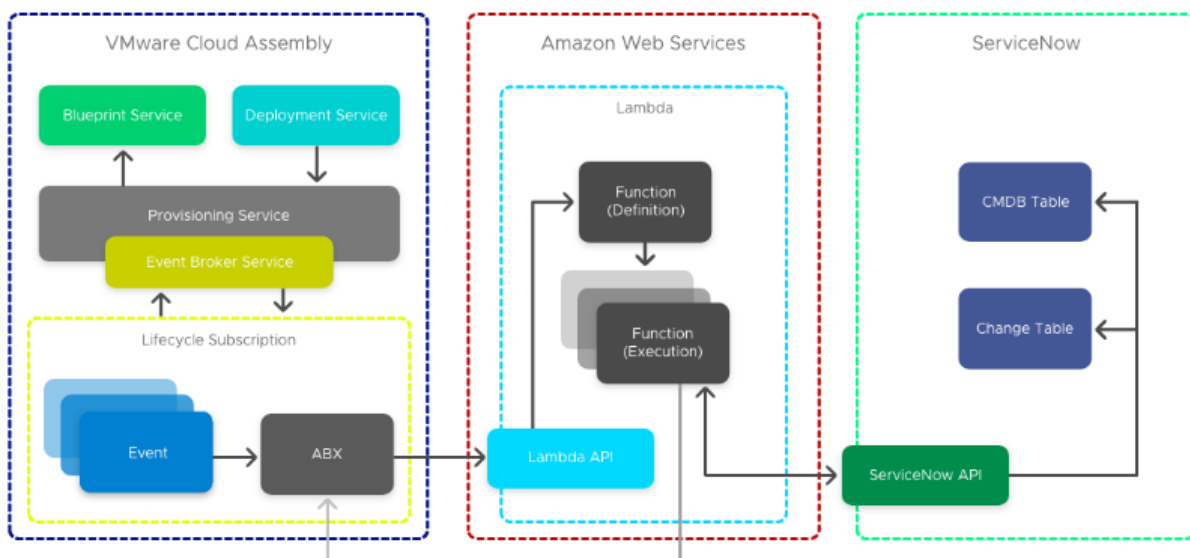 VMware Cloud Assembly
Blueprint Service
Deployment Service
Provisioning Service
Event Broker Service
Lifecycle Subscription
Event
ABX
Amazon Web Services
Lambda
Function
(Definition)
Function
(Execution)
Lambda API
ServiceNow
CMDB Table
Change Table
ServiceNow API